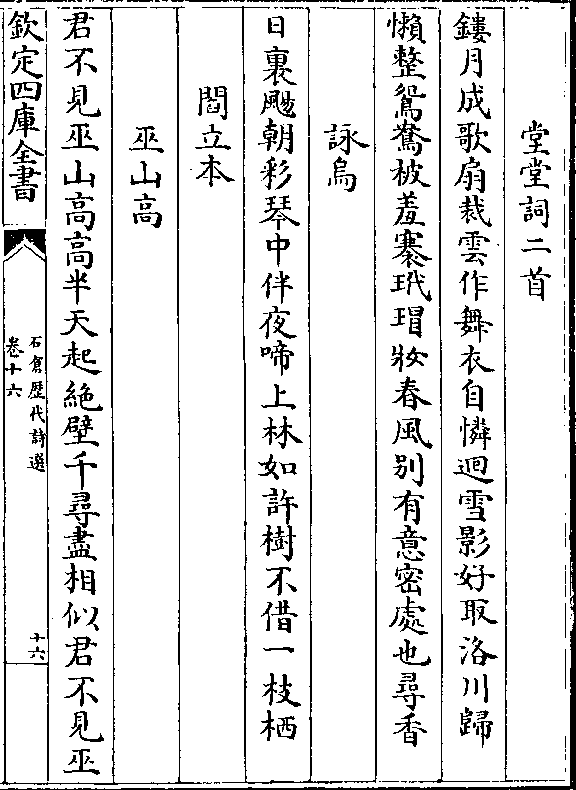 堂堂詞二首
鏤月成歌扇裁雲作舞衣自憐迴雪影好取洛川歸
懶整鴛鴦被羞褰玳瑁妝春風别有意密處也尋香
詠烏
日裏颺朝彩琴中伴夜啼上林如許樹不借一枝栖
閻立本
巫山高
君不見巫山高高半天起絶壁千尋盡相似君不見巫
欽定四庫全書
石倉歴代詩選
卷十六
十六